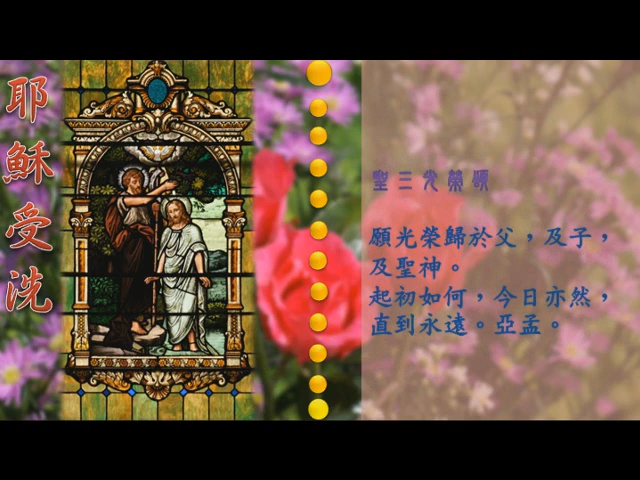 耶穌受洗
聖三光榮頌
願光榮歸於父，及子，
及聖神。
起初如何，今日亦然，
直到永遠。亞孟。